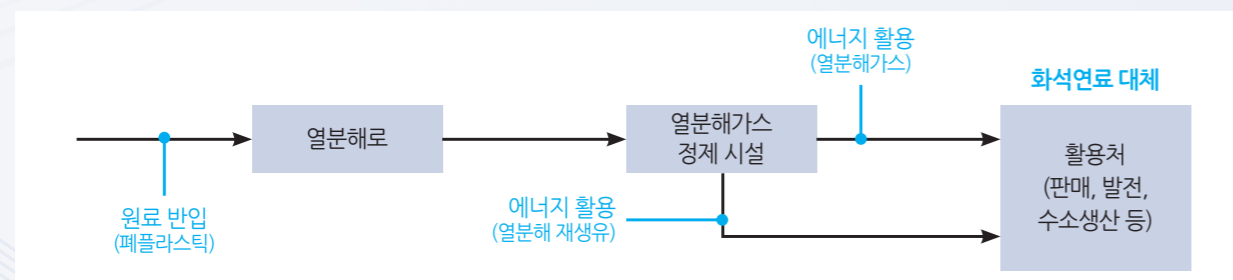 에너지 활용
(열분해가스)
화석연료 대체
열분해로
열분해가스
정제 시설
활용처
(판매, 발전,
수소생산 등)
원료 반입
(폐플라스틱)
에너지 활용
(열분해 재생유)